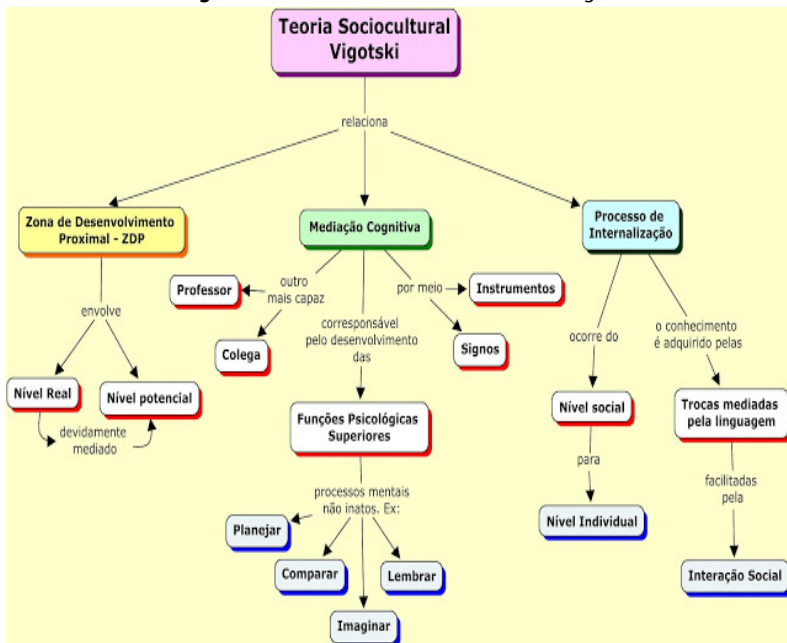 Teoria Sociocultural
Vigotski
relaciona
Zona de Desenvolvimento
Proximal - ZDP
Mediação Cognitiva
Processo de
Internalização
envolve
Nível Real
Nível potencial
devidamente
mediado
Professor
outro
mais capaz
Colega
corresponsável
pelo desenvolvimento
das
por meio
Instrumentos
Signos
Funções Psicológicas
Superiores
processos mentais
não inatos. Ex:
Planejar
Comparar
Imaginar
Lembrar
ocorre do
Nível social
para
Nível Individual
o conhecimento
é adquirido pelas
Trocas mediadas
pela linguagem
facilitadas
pela
Interação Social